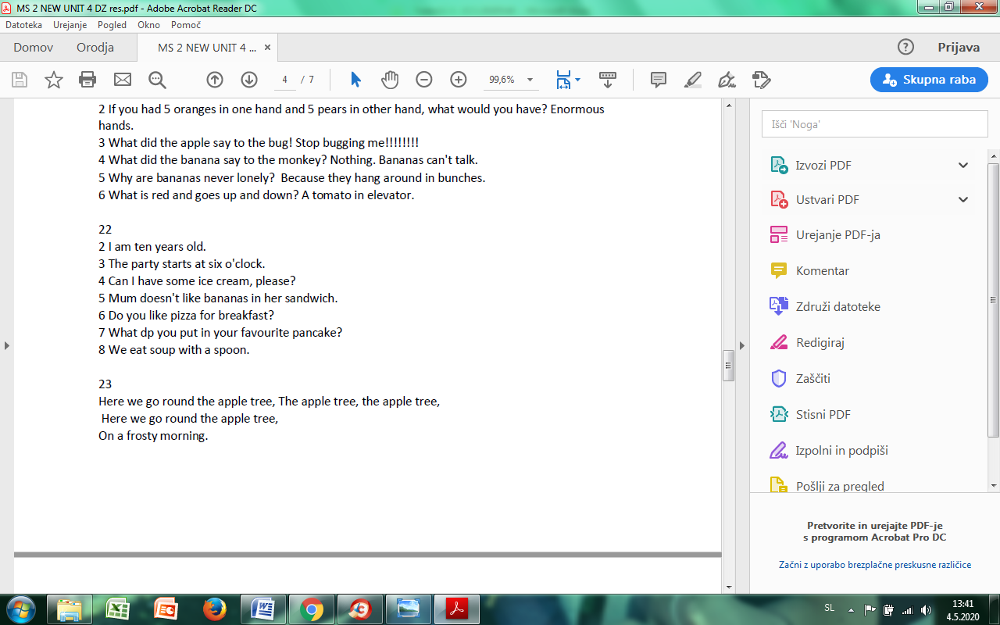 MS 2 NEW UNIT 4 DZ res.pdf - Adobe Acrobat Reader DC
Datoteka Urejanje Pogled Okno Pomoč
Domov Orodja MS 2 NEW UNIT 4 ... Prijava
4 / 7 99,6% Skupna raba
2 If you had 5 oranges in one hand and 5 pears in other hand, what would you have? Enormous
hands.
3 What did the apple say to the bug! Stop bugging me!!!!!!!!
4 What did the banana say to the monkey? Nothing. Bananas can't talk.
5 Why are bananas never lonely?  Because they hang around in bunches.
6 What is red and goes up and down? A tomato in elevator.
22
2 I am ten years old.
3 The party starts at six o'clock.
4 Can I have some ice cream, please?
5 Mum doesn't like bananas in her sandwich.
6 Do you like pizza for breakfast?
7 What dp you put in your favourite pancake?
8 We eat soup with a spoon.
23
Here we go round the apple tree, The apple tree, the apple tree,
Here we go round the apple tree,
On a frosty morning.
Išči 'Noga'
Izvozi PDF
Ustvari PDF
Urejanje PDF-ja
Komentar
Združi datoteke
Redigiraj
Zaščiti
Stisni PDF
Izpolni in podpiši
Pošlji za pregled
Pretvorite in urejajte PDF-je
s programom Acrobat Pro DC
Začni z uporabo brezplačne preskusne različice
SL 13:41
4.5.2020